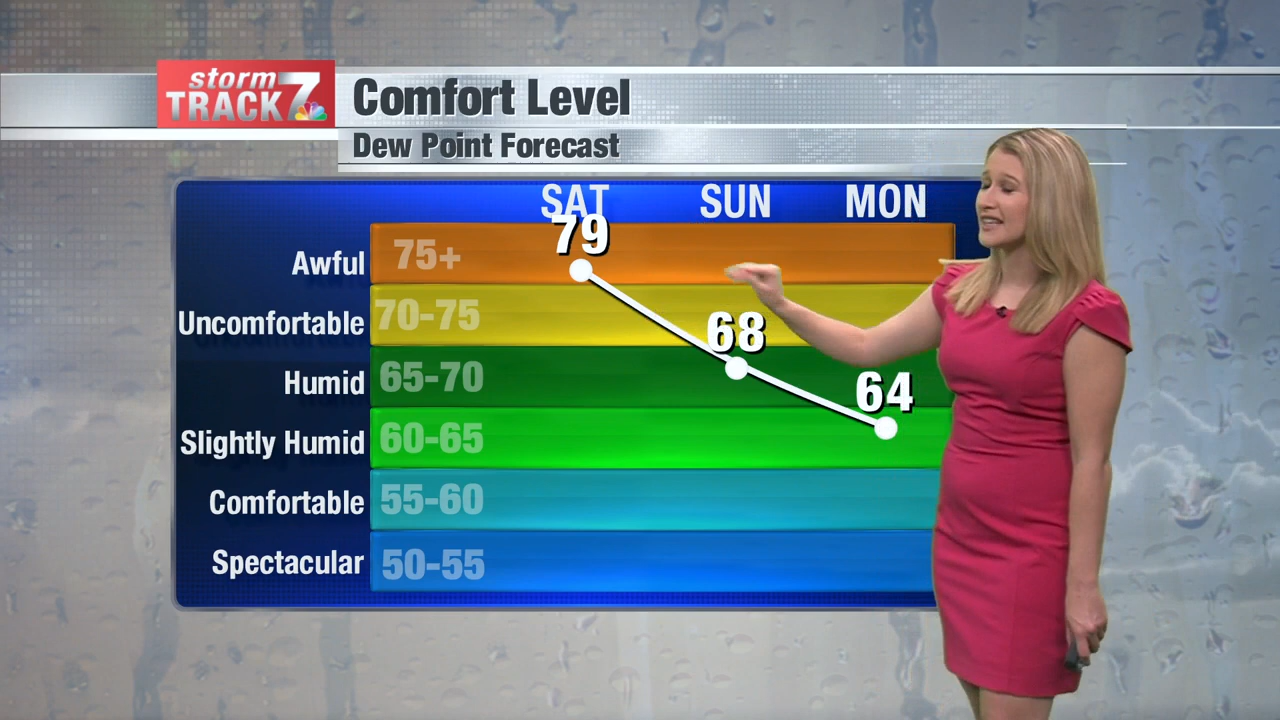 storm
TRACK 7
Comfort Level
Dew Point Forecast
SAT SUN MON
79
Awful 75+
Uncomfortable 70-75
68
Humid 65-70
64
Slightly Humid 60-65
Comfortable 55-60
Spectacular 50-55